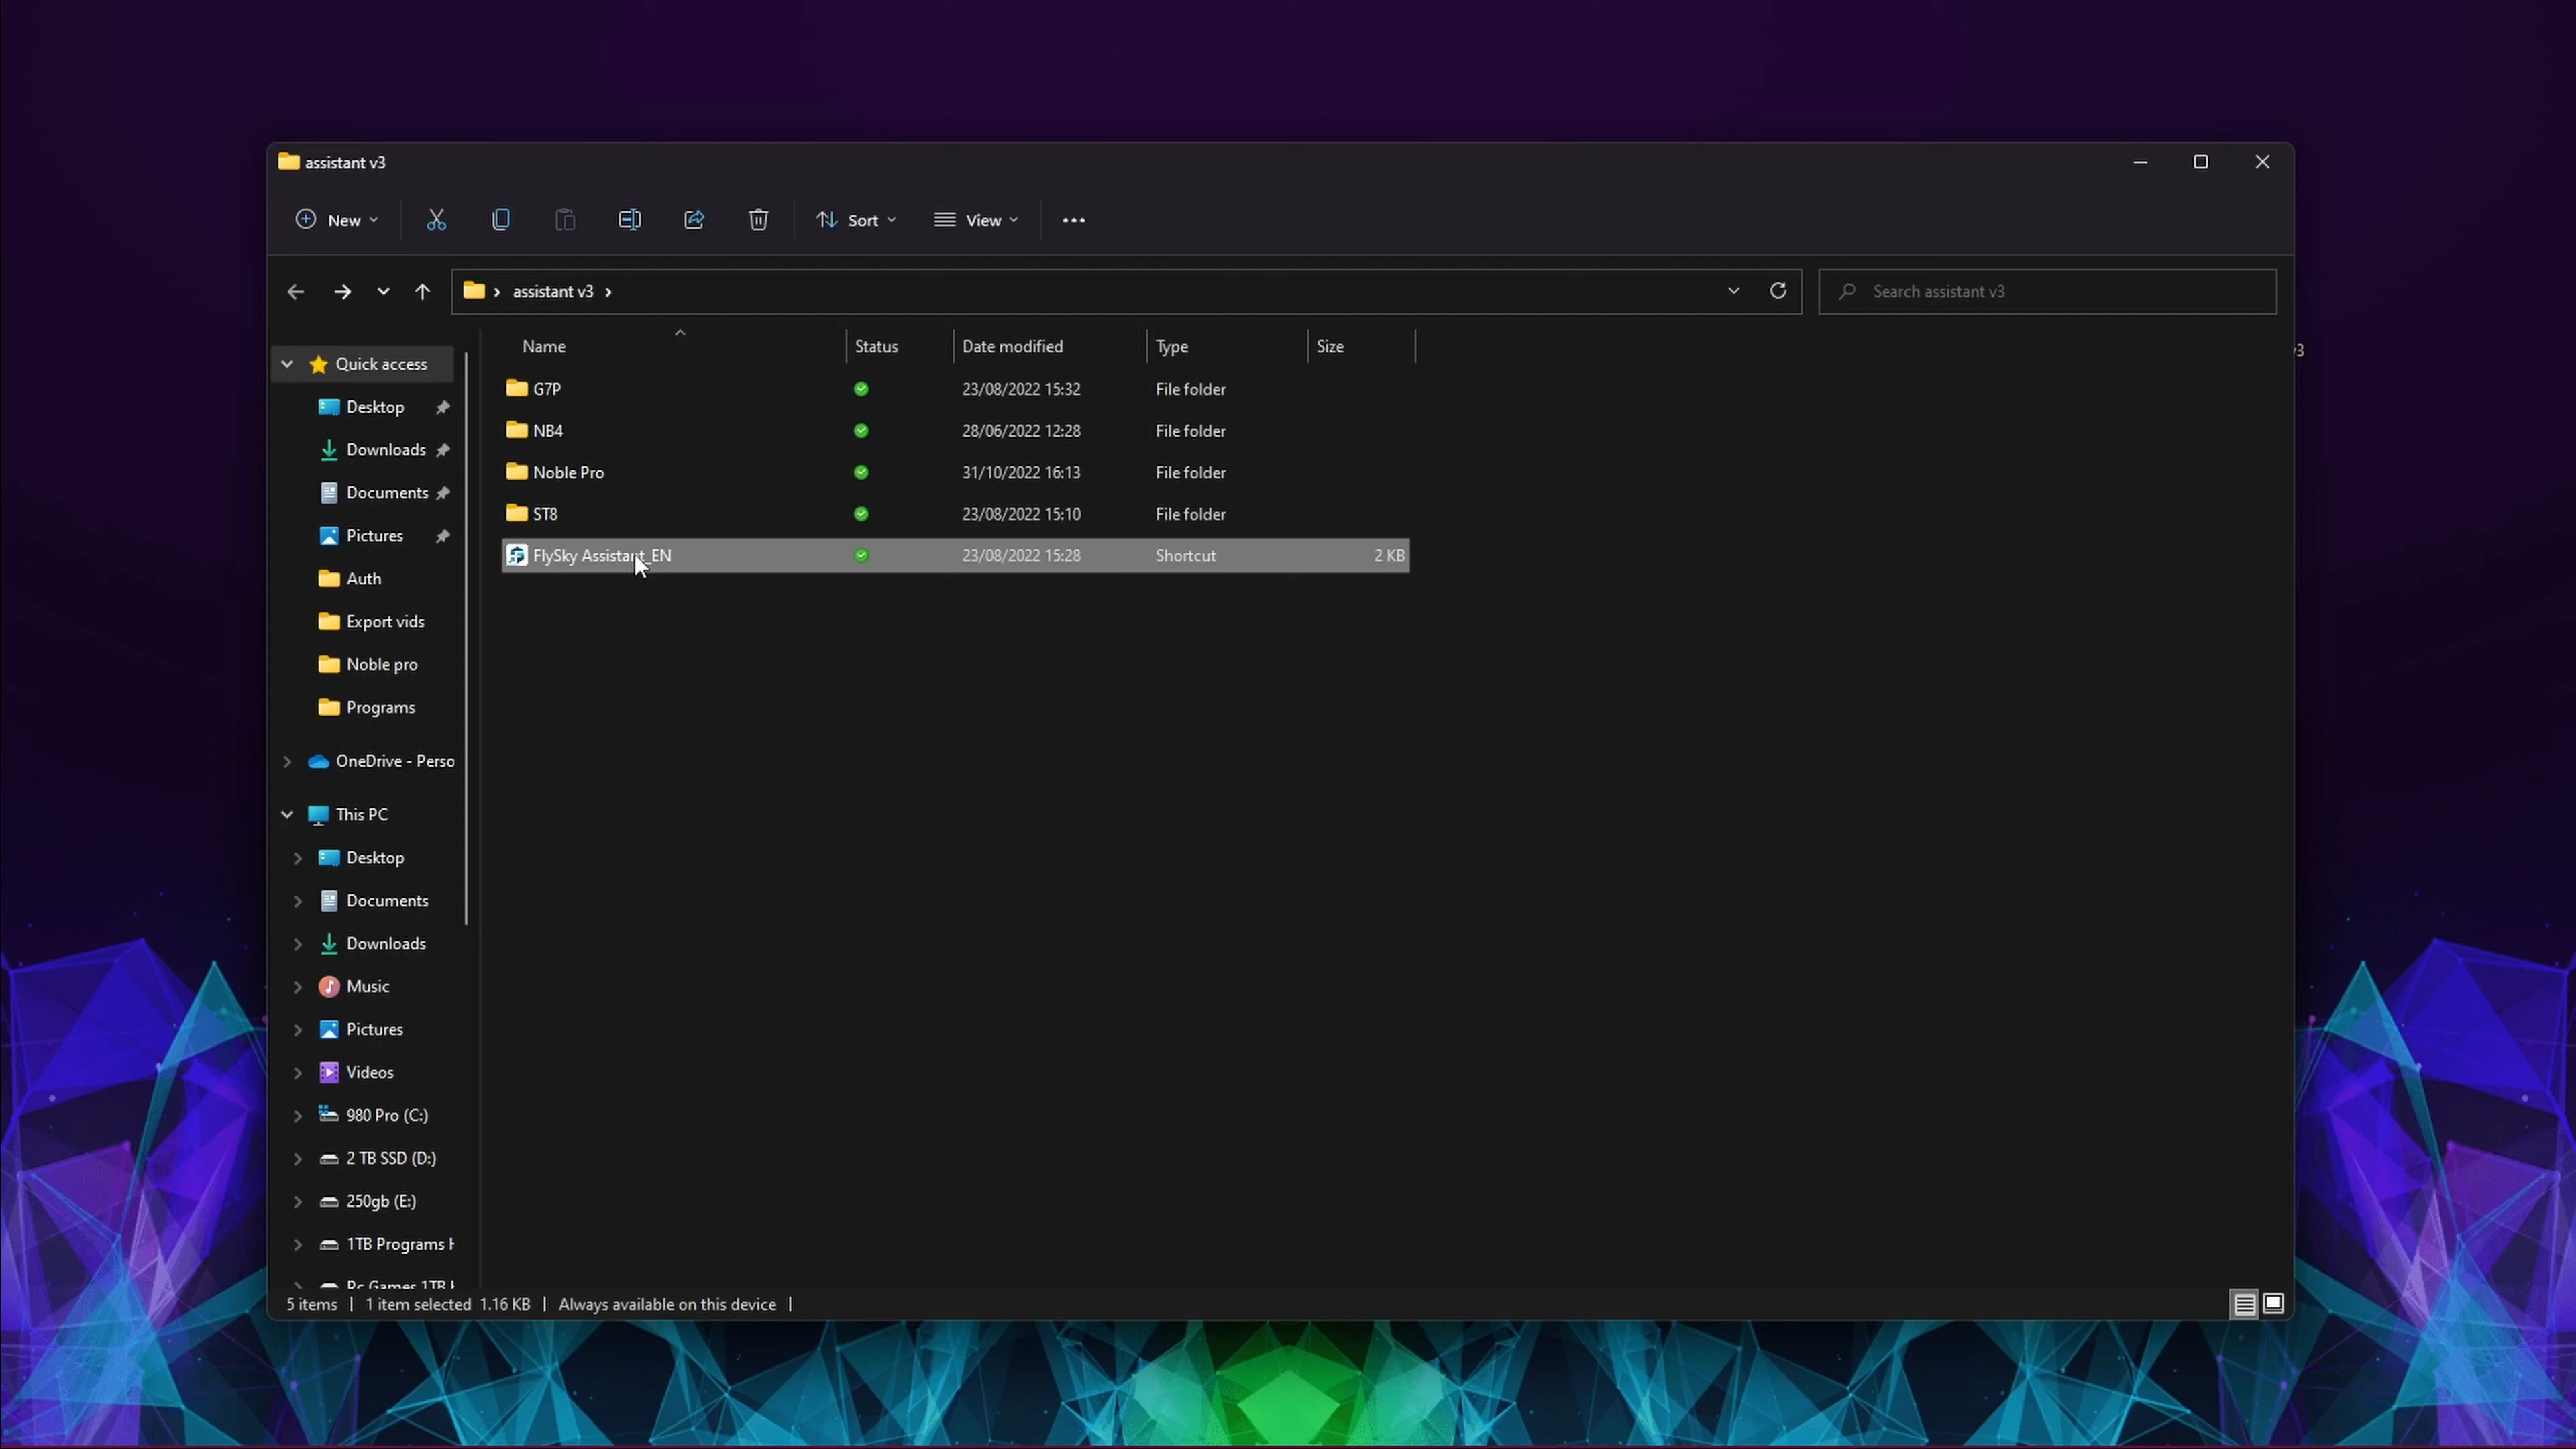 assistant v3
New
Sort
View
assistant v3
Search assistant v3
Name Status Date modified Type Size
Quick access
Desktop
Downloads
Documents
Pictures
Auth
Export vids
Noble pro
Programs
OneDrive - Perso
This PC
Desktop
Documents
Downloads
Music
Pictures
Videos
980 Pro (C:)
2 TB SSD (D:)
250gb (E:)
1TB Programs H
Pc Games 1TB
G7P 23/08/2022 15:32 File folder
NB4 28/06/2022 12:28 File folder
Noble Pro 31/10/2022 16:13 File folder
ST8 23/08/2022 15:10 File folder
FlySky Assistant_EN 23/08/2022 15:28 Shortcut 2 KB
v3
5 items | 1 item selected 1.16 KB | Always available on this device |